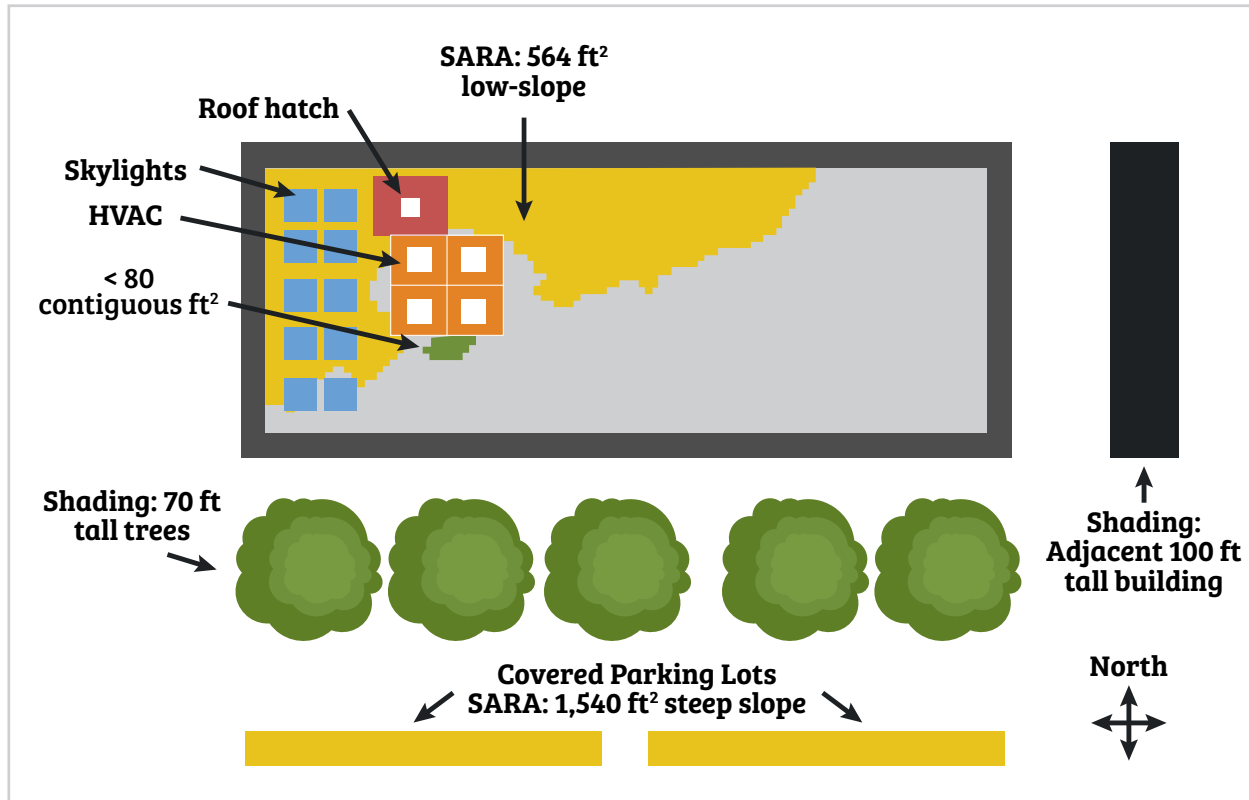 SARA: 564 ft²
low-slope
Roof hatch
Skylights
HVAC
< 80
contiguous ft²
Shading: 70 ft
tall trees
Shading:
Adjacent 100 ft
tall building
Covered Parking Lots
SARA: 1,540 ft² steep slope
North